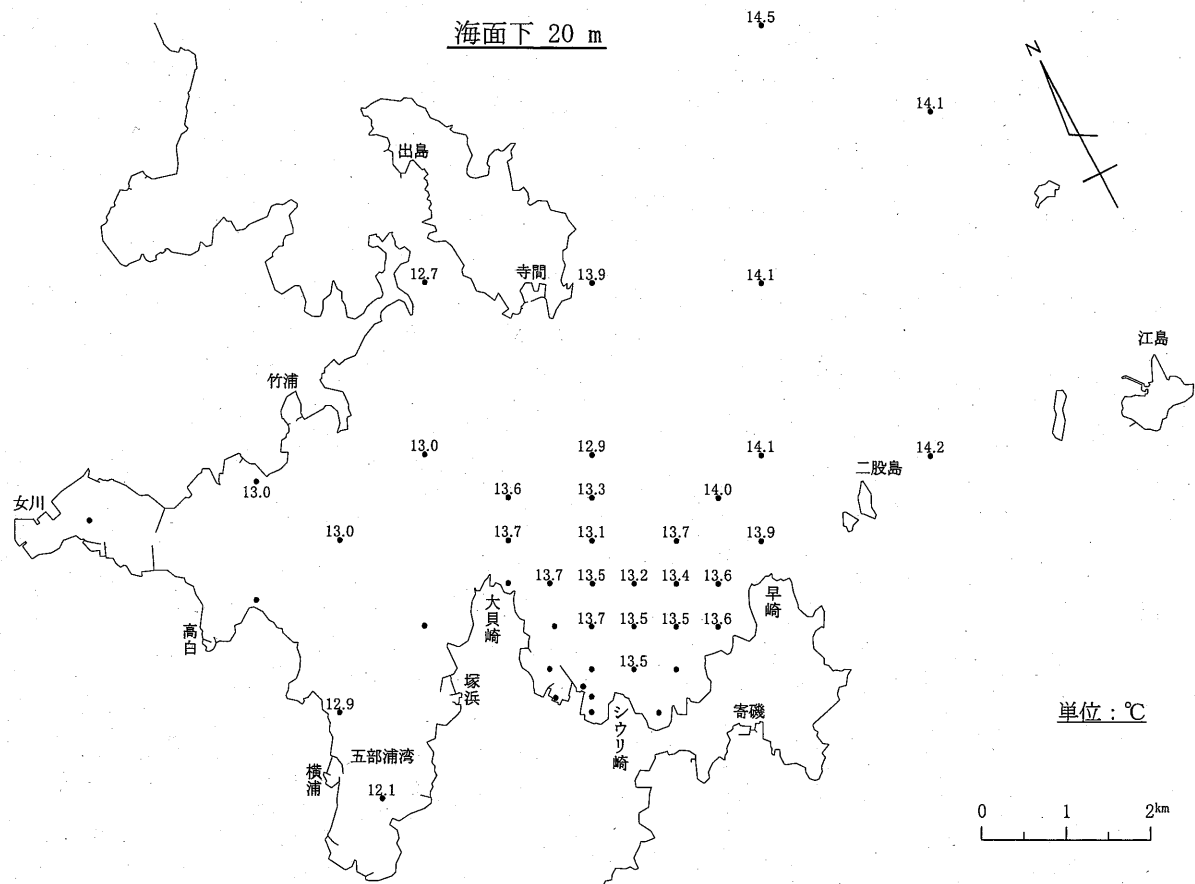 海面下 20 m
14.5
N
14.1
出島
12.7
寺間
13.9
14.1
江島
竹浦
13.0
12.9
14.1
14.2
二股島
女川
13.0
13.6
13.3
14.0
13.0
13.7
13.1
13.7
13.9
13.7
13.5
13.2
13.4
13.6
大貝崎
早崎
高白
13.7
13.5
13.5
13.6
13.5
塚浜
12.9
シウリ崎
寄磯
単位：℃
五部浦湾
横浦
12.1
0 1 2km